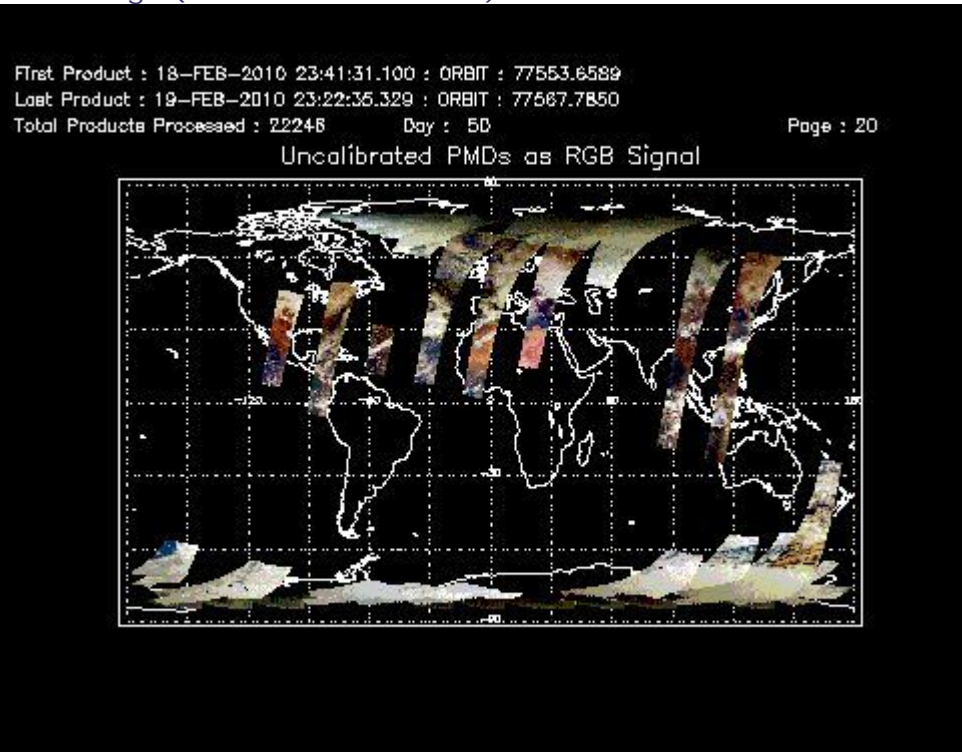 First Product : 18-FEB-2010 23:41:31.100 : ORBIT : 77553.6589
Last Product : 19-FEB-2010 23:22:35.329 : ORBIT : 77567.7850
Total Products Processed : 22246 Day : 50 Page : 20
Uncalibrated PMDs as RGB Signal